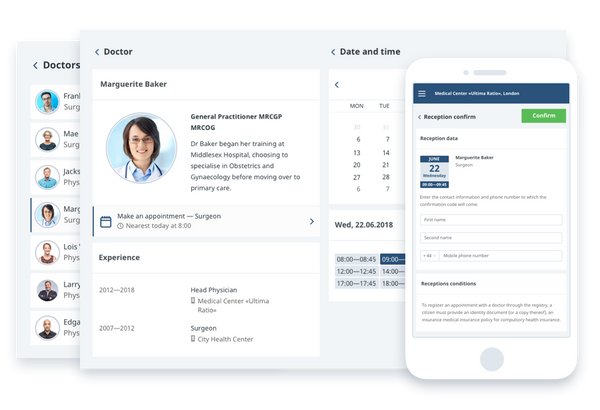 Doctors
Mae
Surg
Jacks
Phys
Marg
Surg
Lois
Phys
Larry
Phys
Edga
Phys
Doctor
Marguerite Baker
General Practitioner MRCGP
MRCOG
Dr Baker began her training at
Middlesex Hospital, choosing to
specialise in Obstetrics and
Gynaecology before moving over to
primary care.
Make an appointment — Surgeon
Nearest today at 8:00
Experience
2012—2018
Head Physician
Medical Center «Ultima
Ratio»
2007—2012
Surgeon
City Health Center
Date and time
MON TUE
6 7
13 14
20 21
27 28
6 7
Wed, 22.06.2018
08:00—08:45 09:00—
12:00—12:45 14:00—
17:00—17:45 18:00—
Medical Center «Ultima Ratio», London
Reception confirm
Confirm
Reception data
JUNE
22
Wednesday
09:00—09:45
Marguerite Baker
Surgeon
Enter the contact information and phone number to which the
confirmation code will come.
First name
Second name
+44 Mobile phone number
Receptions conditions
To register an appointment with a doctor through the registry, a
citizen must provide an identity document (or a copy thereof), an
insurance medical insurance policy for compulsory health insurance.